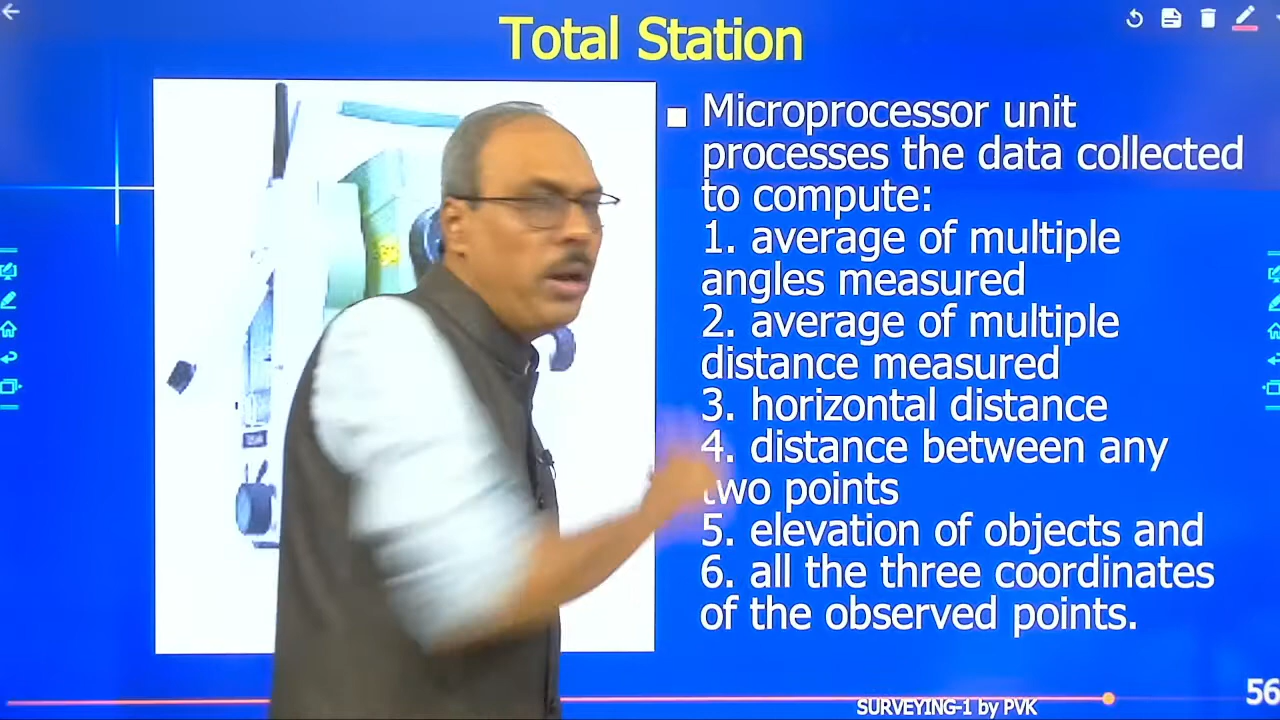 Total Station
Microprocessor unit
processes the data collected
to compute:
1. average of multiple
angles measured
2. average of multiple
distance measured
3. horizontal distance
4. distance between any
two points
5. elevation of objects and
6. all the three coordinates
of the observed points.
SURVEYING-1 by PVK
56